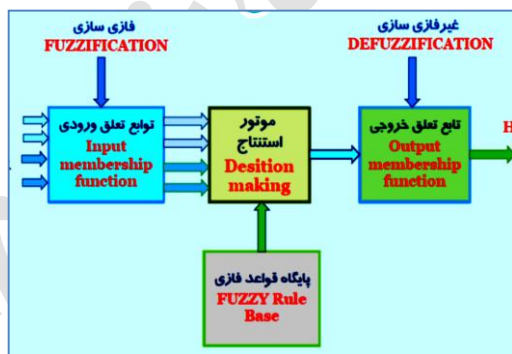 فازی سازی
FUZZIFICATION
غیرفازی سازی
DEFUZZIFICATION
توابع تعلق ورودی
Input
membership
function
موتور
استنتاج
Desition
making
تابع تعلق خروجی
Output
membership
function
H
پایگاه قواعد فازی
FUZZY Rule
Base